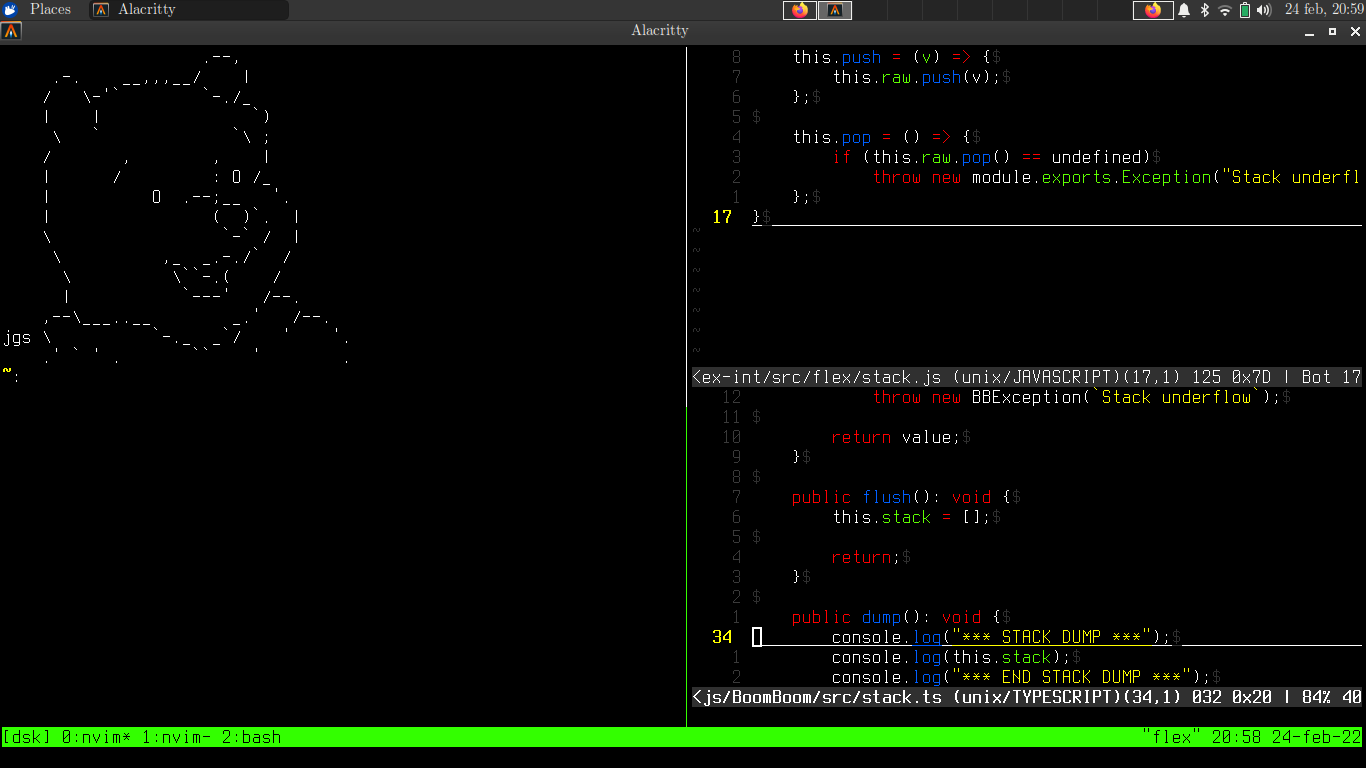 Places Alacritty 24 feb, 20:59
Alacritty
jgs
~:
8 this.push = (v) => {$
7 this.raw.push(v);$
6 };$
5 $
4 this.pop = () => {$
3 if (this.raw.pop() == undefined)$
2 throw new module.exports.Exception("Stack underfl
1 };$
17 }$
~
~
~
~
~
~
~
<ex-int/src/flex/stack.js (unix/JAVASCRIPT)(17,1) 125 0x7D | Bot 17
12 throw new BBException(`Stack underflow`);$
11 $
10 return value;$
9 }$
8 $
7 public flush(): void {$
6 this.stack = [];$
5 $
4 return;$
3 }$
2 $
1 public dump(): void {$
34 console.log("*** STACK DUMP ***");$
1 console.log(this.stack);$
2 console.log("*** END STACK DUMP ***");$
<js/BoomBoom/src/stack.ts (unix/TYPESCRIPT)(34,1) 032 0x20 | 84% 40
[dsk] 0:nvim* 1:nvim- 2:bash "flex" 20:58 24-feb-22